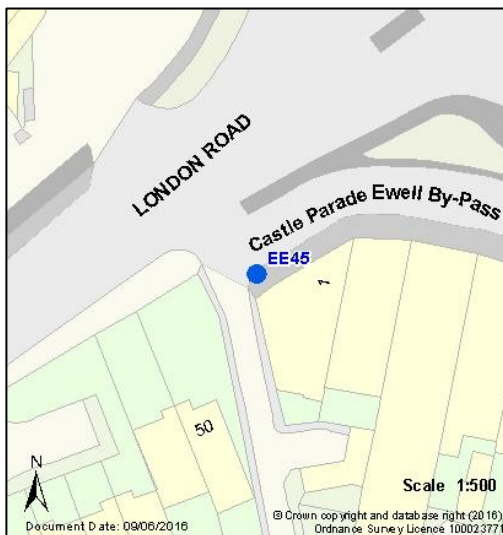 LONDON ROAD
Castle Parade Ewell By-Pass
EE45
1
50
N
Scale 1:500
Document Date: 09/06/2016
© Crown copyright and database right (2016)
Ordnance Survey Licence 100023771